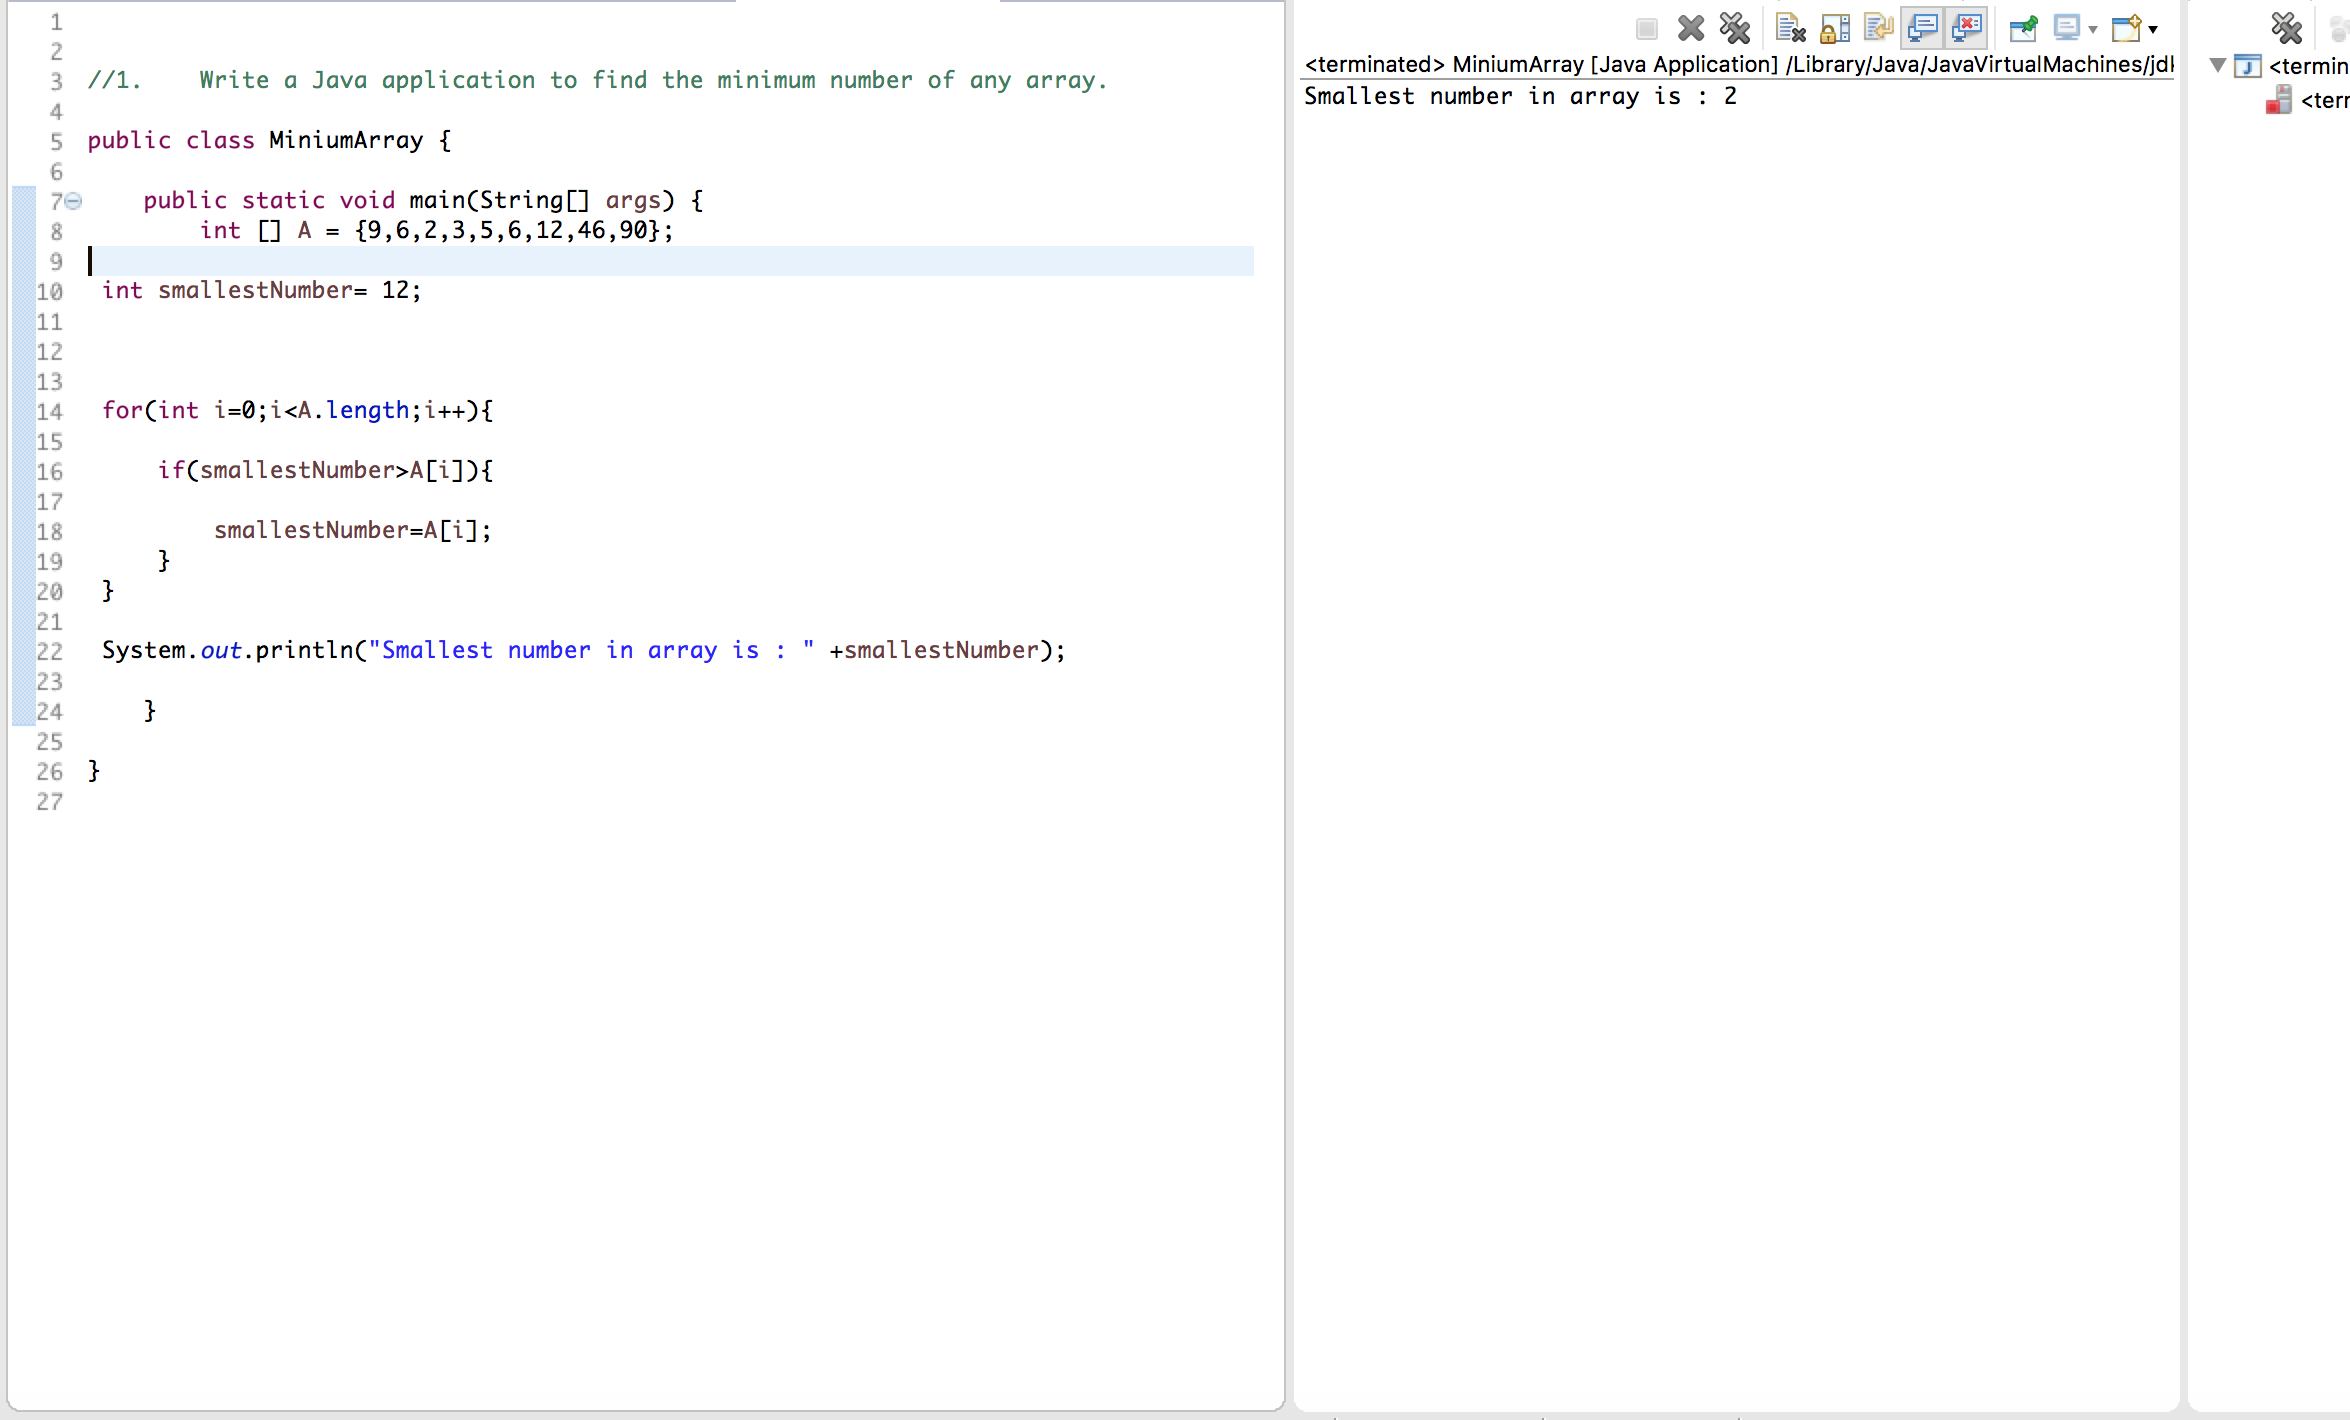 1
2
3 //1.    Write a Java application to find the minimum number of any array.
4
5 public class MiniumArray {
6
7     public static void main(String[] args) {
8         int [] A = {9,6,2,3,5,6,12,46,90};
9
10  int smallestNumber= 12;
11
12
13
14  for(int i=0;i<A.length;i++){
15
16      if(smallestNumber>A[i]){
17
18          smallestNumber=A[i];
19      }
20  }
21
22  System.out.println("Smallest number in array is : " +smallestNumber);
23
24     }
25
26 }
27
<terminated> MiniumArray [Java Application] /Library/Java/JavaVirtualMachines/jdk
Smallest number in array is : 2
<termin
<terr